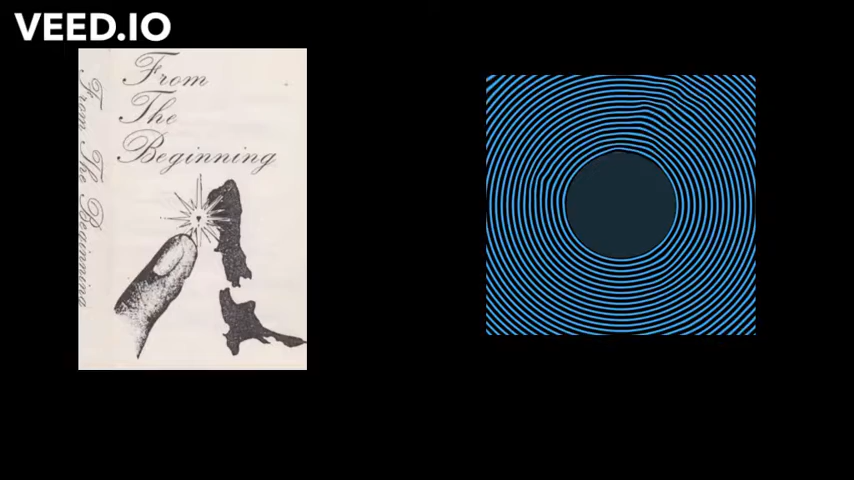 VEED.IO
From
The
Beginning
From The Beginning